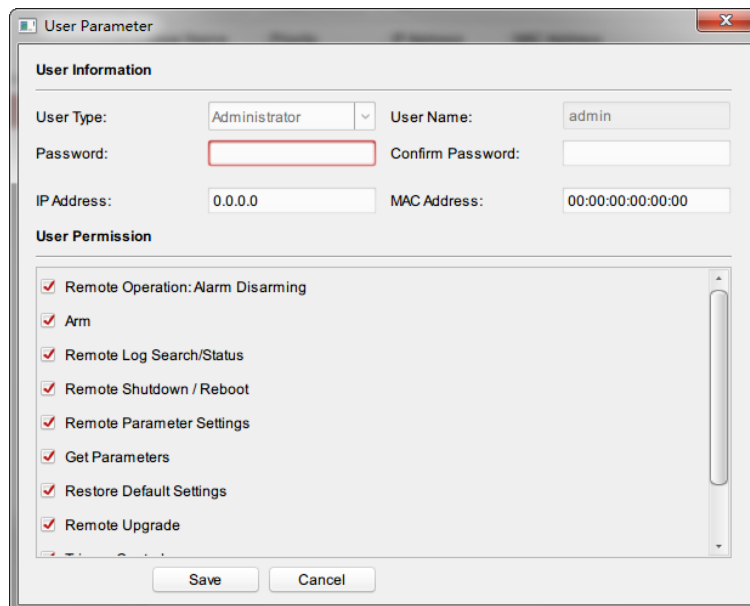 User Parameter
User Information
User Type: Administrator User Name: admin
Password: Confirm Password:
IP Address: 0.0.0.0 MAC Address: 00:00:00:00:00:00
User Permission
Remote Operation: Alarm Disarming
Arm
Remote Log Search/Status
Remote Shutdown / Reboot
Remote Parameter Settings
Get Parameters
Restore Default Settings
Remote Upgrade
Save Cancel